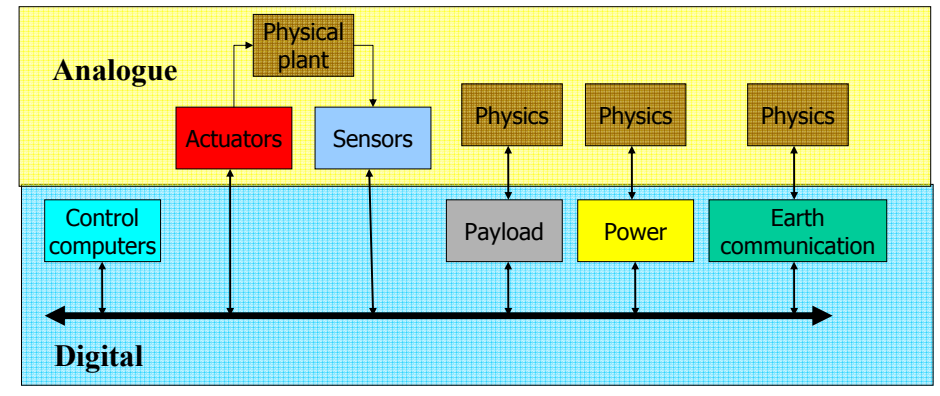 Physical
plant
Analogue
Actuators
Sensors
Physics
Physics
Physics
Control
computers
Payload
Power
Earth
communication
Digital